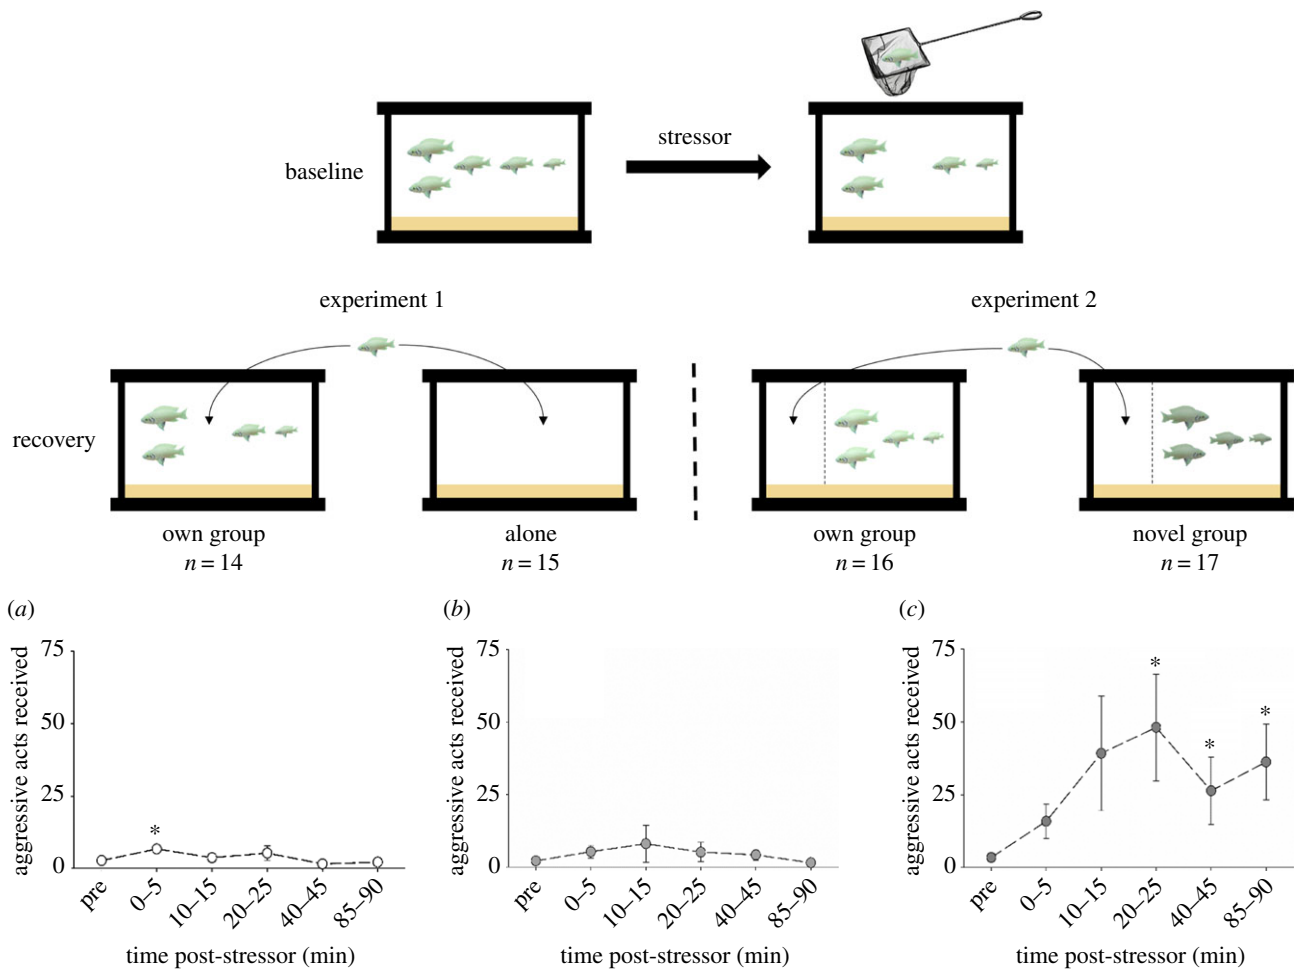 baseline
stressor
experiment 1
experiment 2
recovery
own group
n = 14
alone
n = 15
own group
n = 16
novel group
n = 17
(a)
(b)
(c)
aggressive acts received
75
50
25
0
*
pre
0–5
10–15
20–25
40–45
85–90
time post-stressor (min)
aggressive acts received
75
50
25
0
pre
0–5
10–15
20–25
40–45
85–90
time post-stressor (min)
aggressive acts received
75
50
25
0
*
*
*
pre
0–5
10–15
20–25
40–45
85–90
time post-stressor (min)